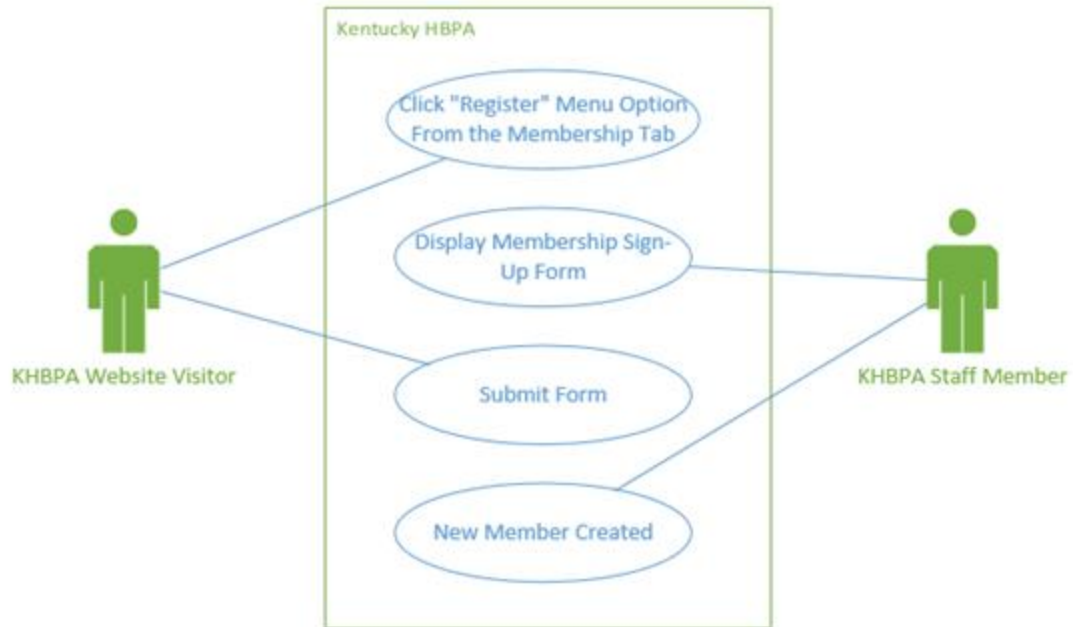 Kentucky HBPA
Click "Register" Menu Option
From the Membership Tab
Display Membership Sign-
Up Form
KHBPA Website Visitor
KHBPA Staff Member
Submit Form
New Member Created